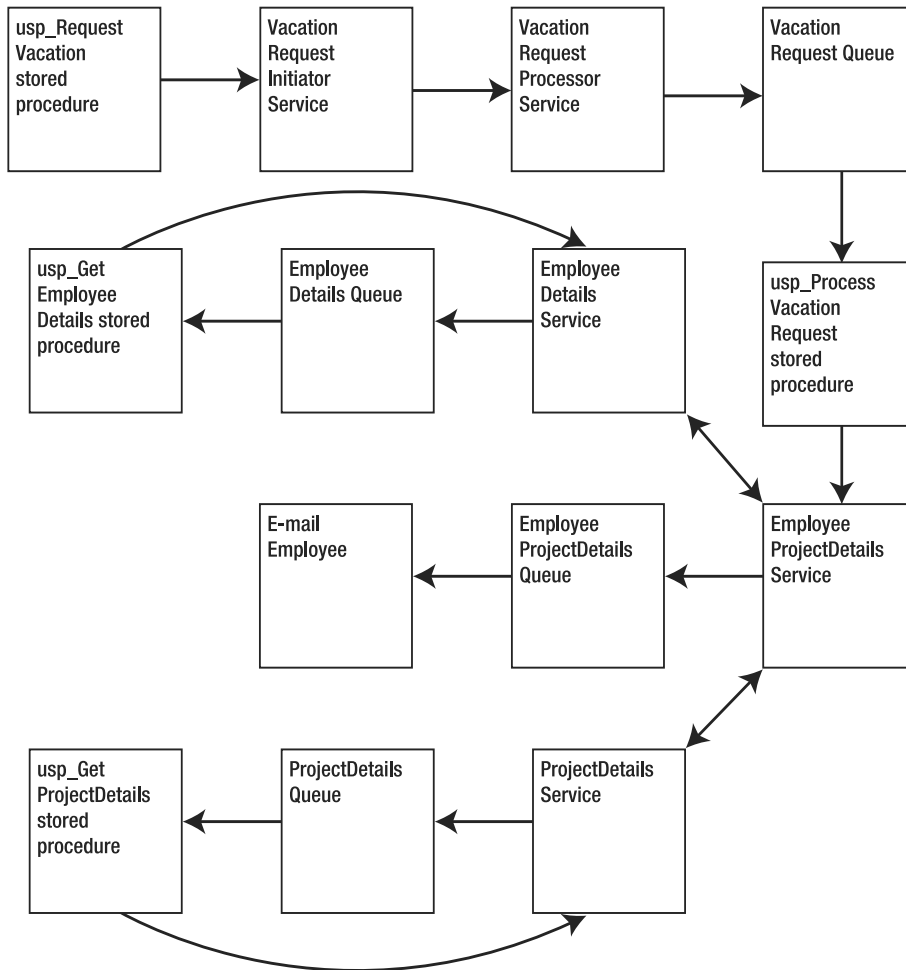 usp_Request
Vacation
stored
procedure
Vacation
Request
Initiator
Service
Vacation
Request
Processor
Service
Vacation
Request Queue
usp_Get
Employee
Details stored
procedure
Employee
Details Queue
Employee
Details
Service
usp_Process
Vacation
Request
stored
procedure
E-mail
Employee
Employee
ProjectDetails
Queue
Employee
ProjectDetails
Service
usp_Get
ProjectDetails
stored
procedure
ProjectDetails
Queue
ProjectDetails
Service